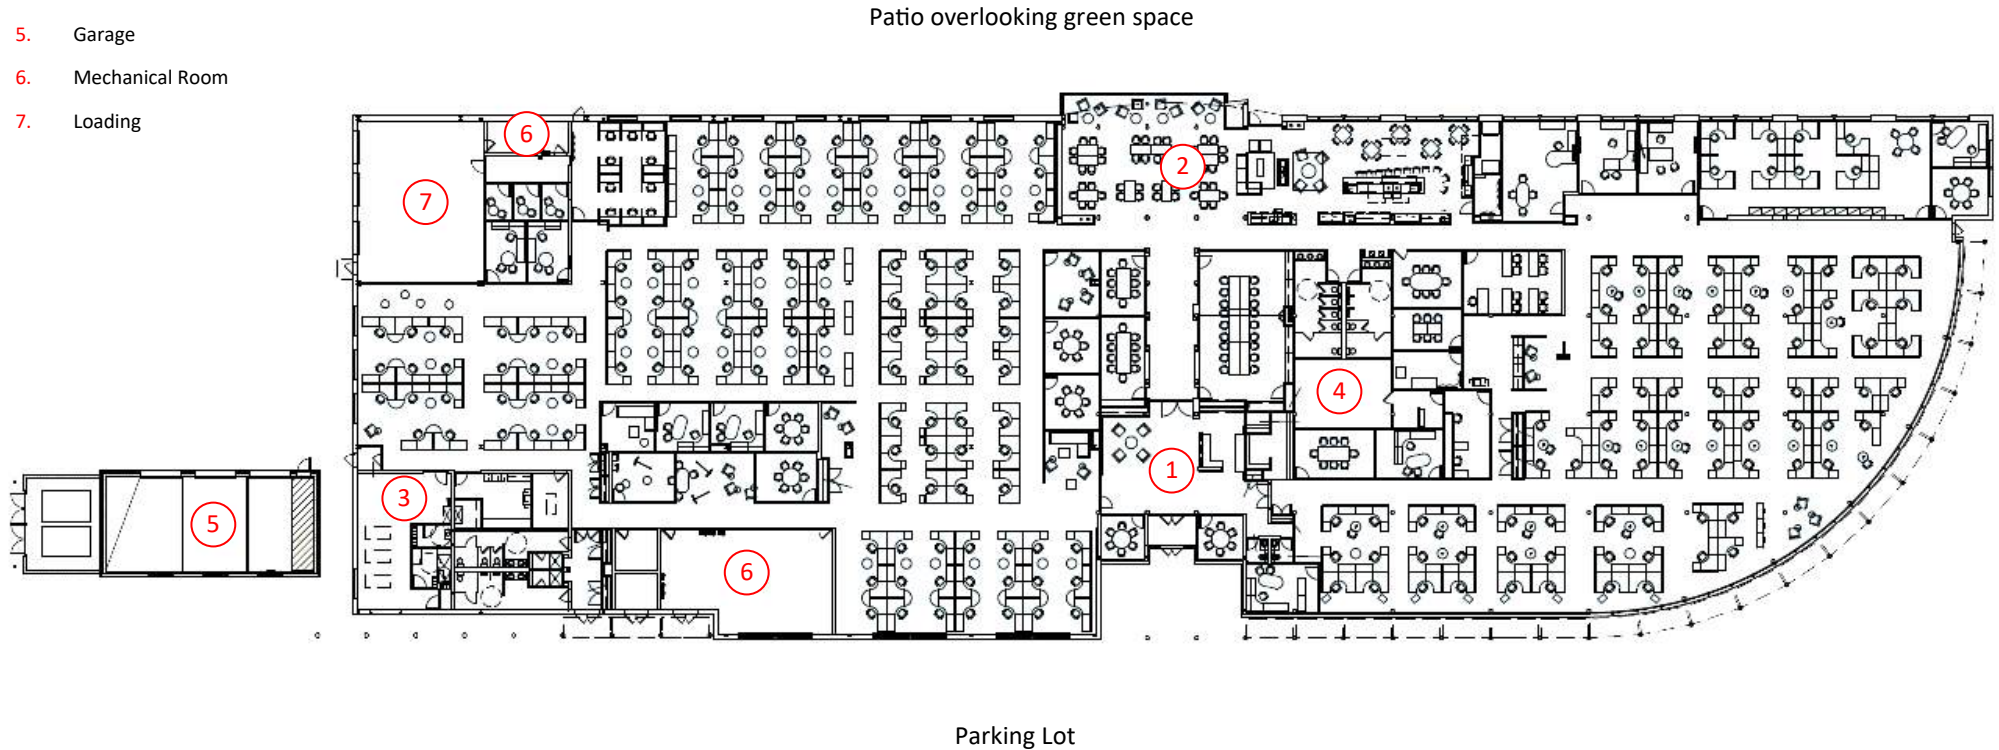 Patio overlooking green space
5. Garage
6. Mechanical Room
7. Loading
6
2
7
4
1
3
5
6
Parking Lot